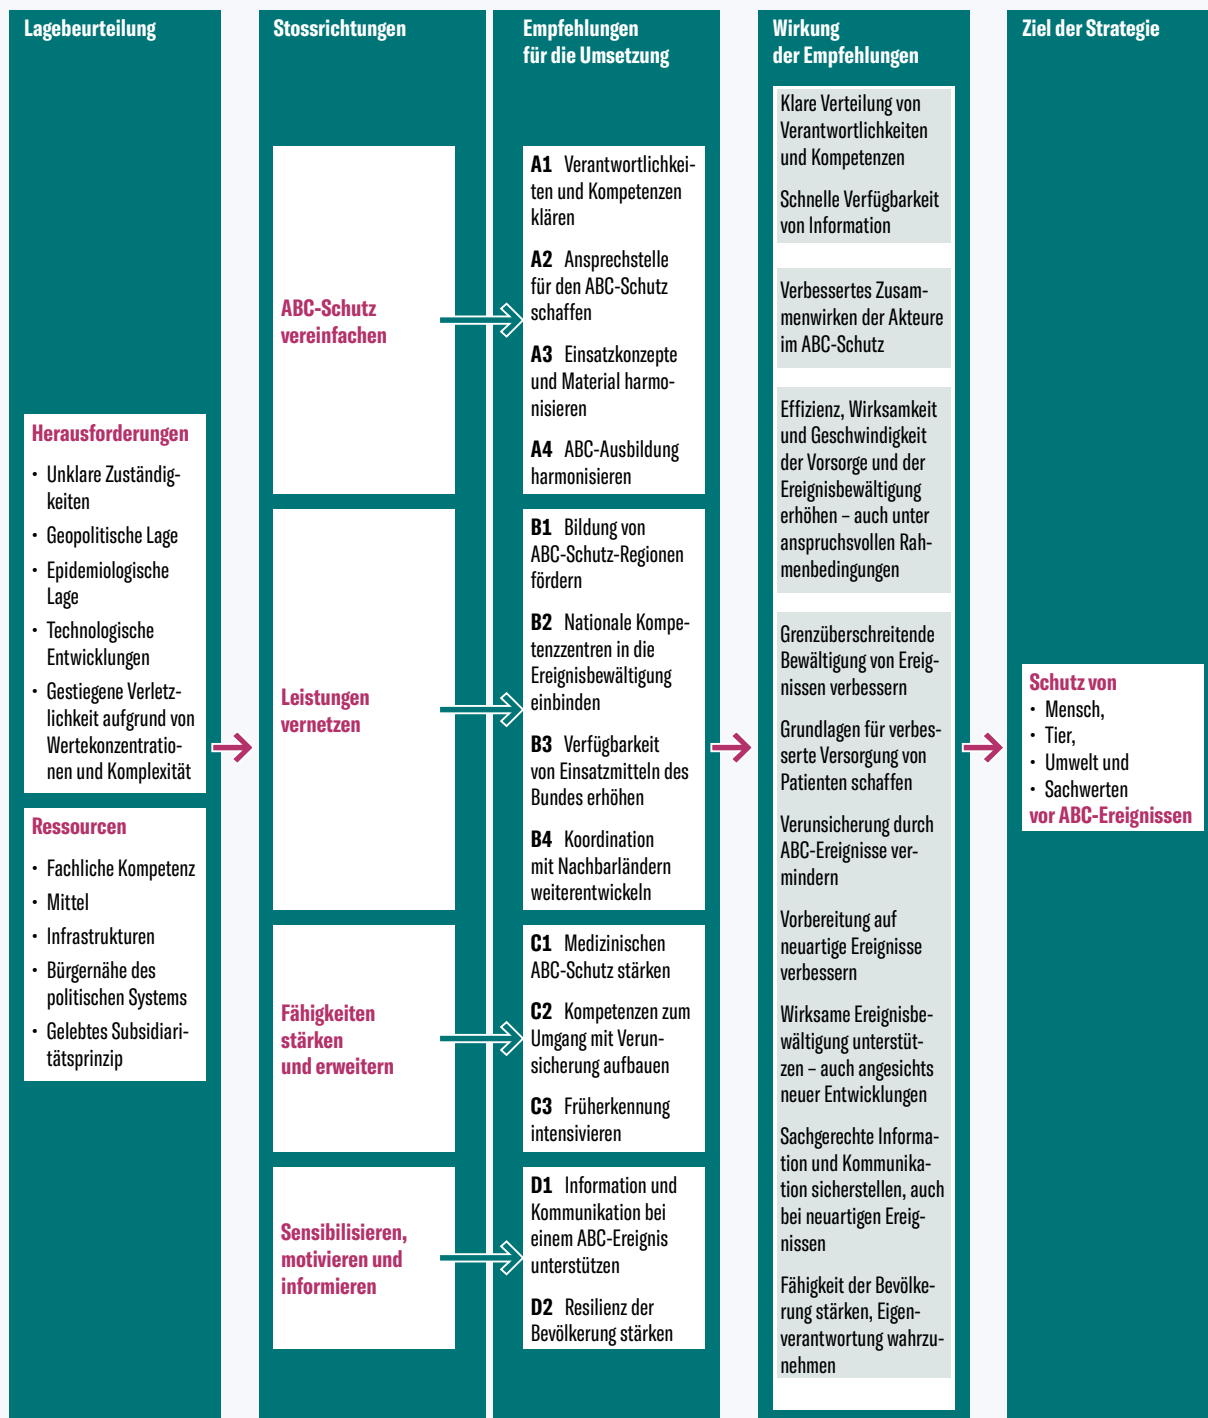 Lagebeurteilung
Herausforderungen
• Unklare Zuständig-
keiten
• Geopolitische Lage
• Epidemiologische
Lage
• Technologische
Entwicklungen
• Gestiegene Verletz-
lichkeit aufgrund von
Wertekonzentratio-
nen und Komplexität
Ressourcen
• Fachliche Kompetenz
• Mittel
• Infrastrukturen
• Bürgernähe des
politischen Systems
• Gelebtes Subsidiari-
tätsprinzip
Stossrichtungen
ABC-Schutz
vereinfachen
Leistungen
vernetzen
Fähigkeiten
stärken
und erweitern
Sensibilisieren,
motivieren und
informieren
Empfehlungen
für die Umsetzung
A1 Verantwortlichkei-
ten und Kompetenzen
klären
A2 Ansprechstelle
für den ABC-Schutz
schaffen
A3 Einsatzkonzepte
und Material harmo-
nisieren
A4 ABC-Ausbildung
harmonisieren
B1 Bildung von
ABC-Schutz-Regionen
fördern
B2 Nationale Kompe-
tenzzentren in die
Ereignisbewältigung
einbinden
B3 Verfügbarkeit
von Einsatzmitteln des
Bundes erhöhen
B4 Koordination
mit Nachbarländern
weiterentwickeln
C1 Medizinischen
ABC-Schutz stärken
C2 Kompetenzen zum
Umgang mit Verun-
sicherung aufbauen
C3 Früherkennung
intensivieren
D1 Information und
Kommunikation bei
einem ABC-Ereignis
unterstützen
D2 Resilienz der
Bevölkerung stärken
Wirkung
der Empfehlungen
Klare Verteilung von
Verantwortlichkeiten
und Kompetenzen
Schnelle Verfügbarkeit
von Information
Verbessertes Zusam-
menwirken der Akteure
im ABC-Schutz
Effizienz, Wirksamkeit
und Geschwindigkeit
der Vorsorge und der
Ereignisbewältigung
erhöhen – auch unter
anspruchsvollen Rah-
menbedingungen
Grenzüberschreitende
Bewältigung von Ereig-
nissen verbessern
Grundlagen für verbes-
serte Versorgung von
Patienten schaffen
Verunsicherung durch
ABC-Ereignisse ver-
mindern
Vorbereitung auf
neuartige Ereignisse
verbessern
Wirksame Ereignisbe-
wältigung unterstüt-
zen – auch angesichts
neuer Entwicklungen
Sachgerechte Informa-
tion und Kommunika-
tion sicherstellen, auch
bei neuartigen Ereig-
nissen
Fähigkeit der Bevölke-
rung stärken, Eigen-
verantwortung wahrzu-
nehmen
Ziel der Strategie
Schutz von
• Mensch,
• Tier,
• Umwelt und
• Sachwerten
vor ABC-Ereignissen